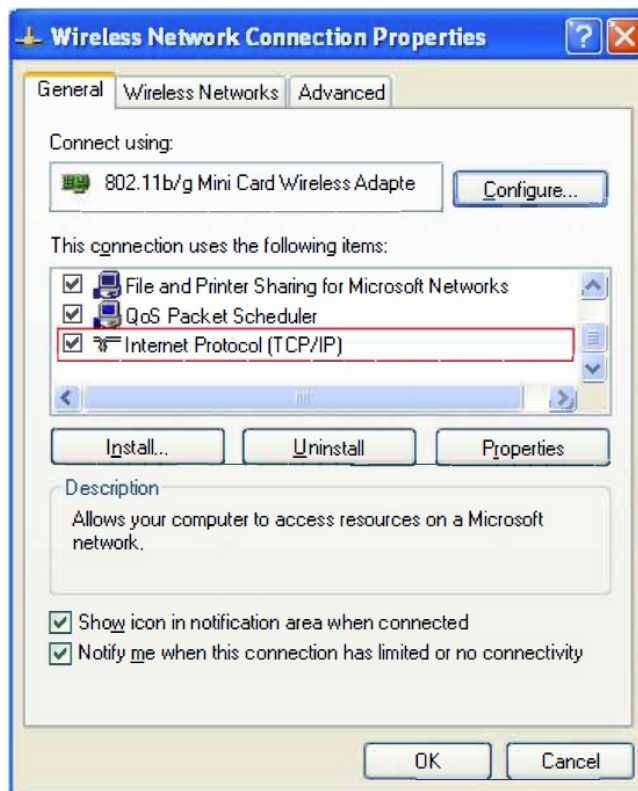 Wireless Network Connection Properties
General Wireless Networks Advanced
Connect using:
802.11b/g Mini Card Wireless Adapte
Configure...
This connection uses the following items:
File and Printer Sharing for Microsoft Networks
QoS Packet Scheduler
Internet Protocol (TCP/IP)
Install... Uninstall Properties
Description
Allows your computer to access resources on a Microsoft
network.
Show icon in notification area when connected
Notify me when this connection has limited or no connectivity
OK Cancel